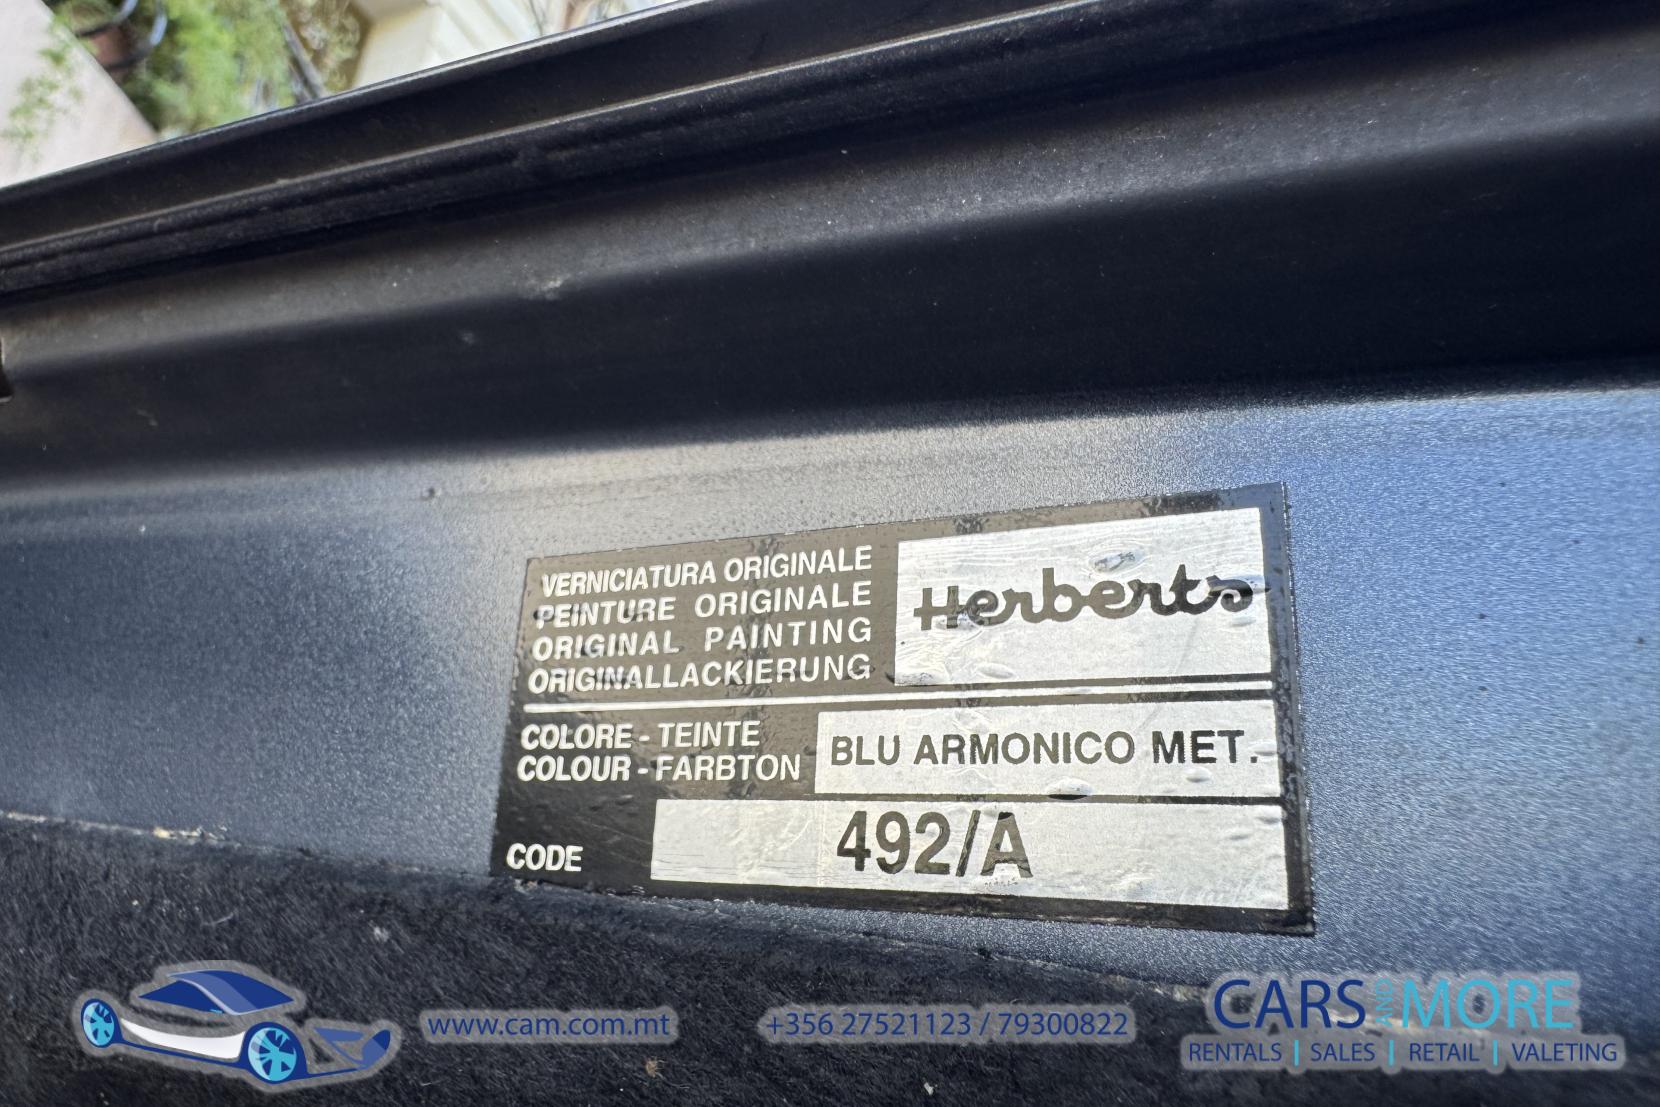 VERNICIATURA ORIGINALE
PEINTURE ORIGINALE
ORIGINAL PAINTING
ORIGINALLACKIERUNG
Herberts
COLORE - TEINTE
COLOUR - FARBTON
BLU ARMONICO MET.
CODE
492/A
www.cam.com.mt
+356 27521123 / 79300822
CARS AND MORE
RENTALS | SALES | RETAIL | VALETING